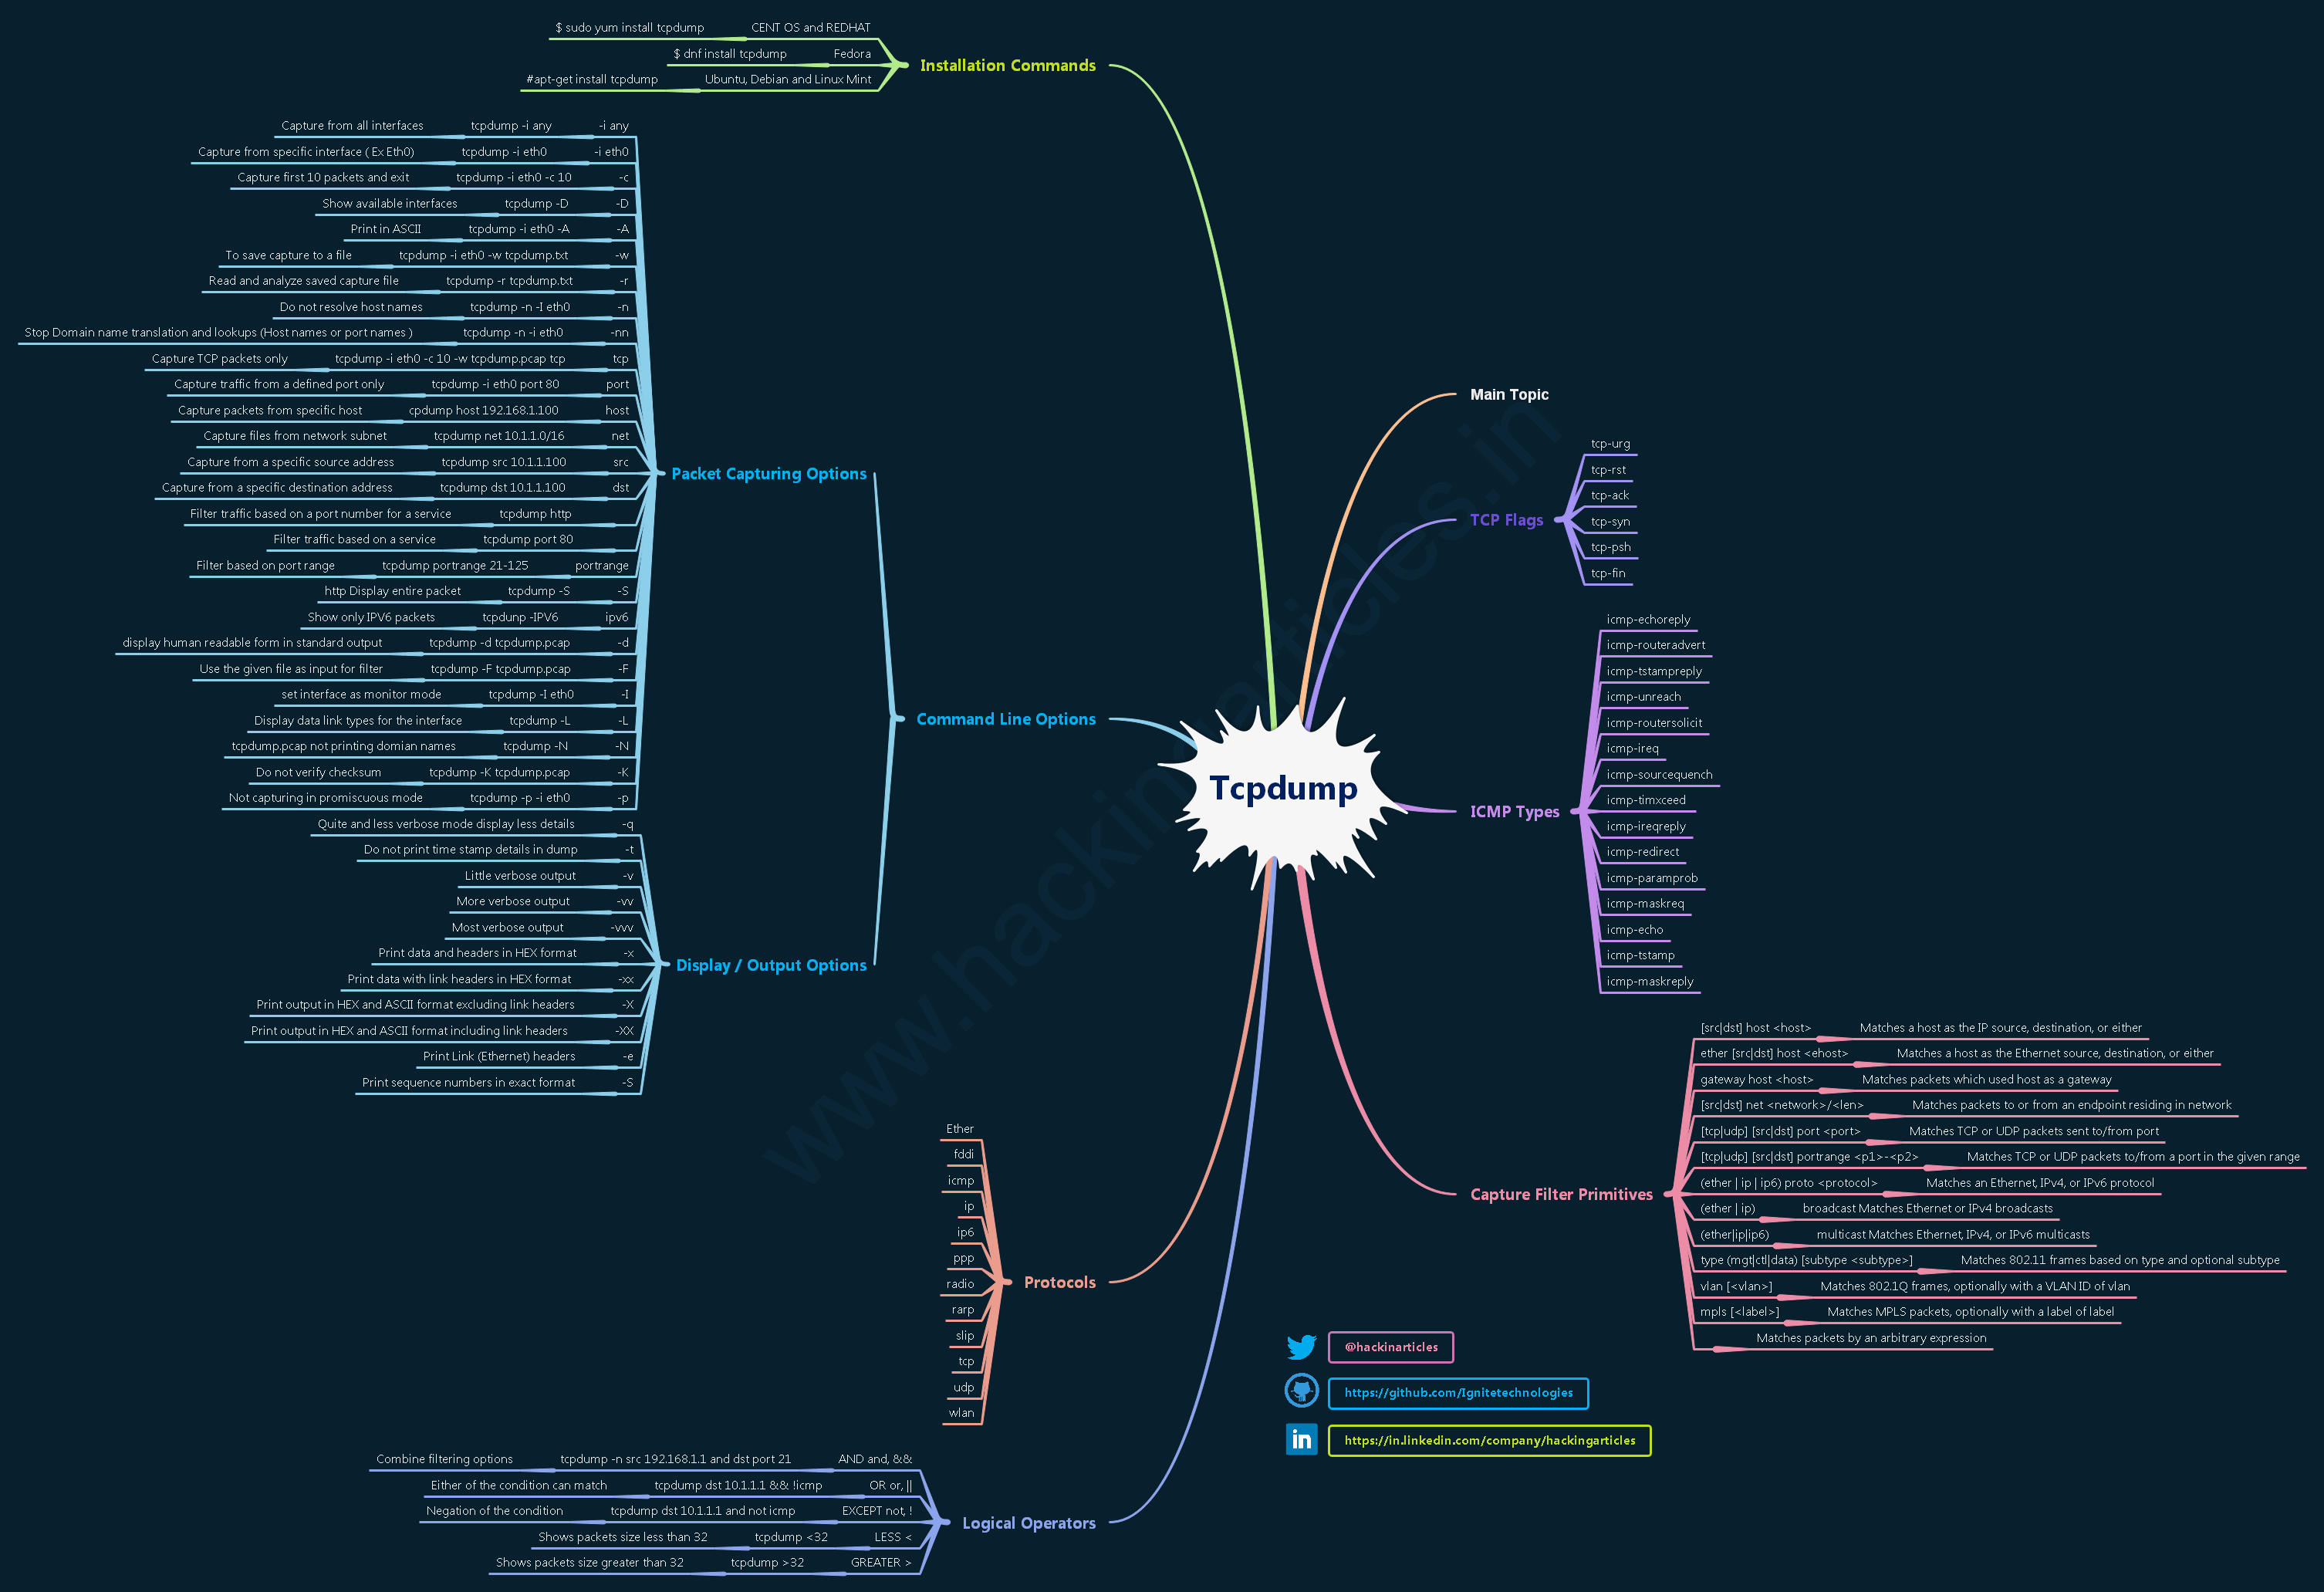 Tcpdump
Installation Commands
$ sudo yum install tcpdump CENT OS and REDHAT
$ dnf install tcpdump Fedora
#apt-get install tcpdump Ubuntu, Debian and Linux Mint
Command Line Options
Packet Capturing Options
Capture from all interfaces tcpdump -i any -i any
Capture from specific interface ( Ex Eth0) tcpdump -i eth0 -i eth0
Capture first 10 packets and exit tcpdump -i eth0 -c 10 -c
Show available interfaces tcpdump -D -D
Print in ASCII tcpdump -i eth0 -A -A
To save capture to a file tcpdump -i eth0 -w tcpdump.txt -w
Read and analyze saved capture file tcpdump -r tcpdump.txt -r
Do not resolve host names tcpdump -n -I eth0 -n
Stop Domain name translation and lookups (Host names or port names ) tcpdump -n -i eth0 -nn
Capture TCP packets only tcpdump -i eth0 -c 10 -w tcpdump.pcap tcp tcp
Capture traffic from a defined port only tcpdump -i eth0 port 80 port
Capture packets from specific host cpdump host 192.168.1.100 host
Capture files from network subnet tcpdump net 10.1.1.0/16 net
Capture from a specific source address tcpdump src 10.1.1.100 src
Capture from a specific destination address tcpdump dst 10.1.1.100 dst
Filter traffic based on a port number for a service tcpdump http
Filter traffic based on a service tcpdump port 80
Filter based on port range tcpdump portrange 21-125 portrange
http Display entire packet tcpdump -S -S
Show only IPV6 packets tcpdunp -IPV6 ipv6
display human readable form in standard output tcpdump -d tcpdump.pcap -d
Use the given file as input for filter tcpdump -F tcpdump.pcap -F
set interface as monitor mode tcpdump -I eth0 -I
Display data link types for the interface tcpdump -L -L
tcpdump.pcap not printing domian names tcpdump -N -N
Do not verify checksum tcpdump -K tcpdump.pcap -K
Not capturing in promiscuous mode tcpdump -p -i eth0 -p
Display / Output Options
Quite and less verbose mode display less details -q
Do not print time stamp details in dump -t
Little verbose output -v
More verbose output -vv
Most verbose output -vvv
Print data and headers in HEX format -x
Print data with link headers in HEX format -xx
Print output in HEX and ASCII format excluding link headers -X
Print output in HEX and ASCII format including link headers -XX
Print Link (Ethernet) headers -e
Print sequence numbers in exact format -S
Protocols
Ether
fddi
icmp
ip
ip6
ppp
radio
rarp
slip
tcp
udp
wlan
Logical Operators
Combine filtering options tcpdump -n src 192.168.1.1 and dst port 21 AND and, &&
Either of the condition can match tcpdump dst 10.1.1.1 && !icmp OR or, ||
Negation of the condition tcpdump dst 10.1.1.1 and not icmp EXCEPT not, !
Shows packets size less than 32 tcpdump <32 LESS <
Shows packets size greater than 32 tcpdump >32 GREATER >
Main Topic
TCP Flags
tcp-urg
tcp-rst
tcp-ack
tcp-syn
tcp-psh
tcp-fin
ICMP Types
icmp-echoreply
icmp-routeradvert
icmp-tstampreply
icmp-unreach
icmp-routersolicit
icmp-ireq
icmp-sourcequench
icmp-timxceed
icmp-ireqreply
icmp-redirect
icmp-paramprob
icmp-maskreq
icmp-echo
icmp-tstamp
icmp-maskreply
Capture Filter Primitives
[src|dst] host <host> Matches a host as the IP source, destination, or either
ether [src|dst] host <ehost> Matches a host as the Ethernet source, destination, or either
gateway host <host> Matches packets which used host as a gateway
[src|dst] net <network>/<len> Matches packets to or from an endpoint residing in network
[tcp|udp] [src|dst] port <port> Matches TCP or UDP packets sent to/from port
[tcp|udp] [src|dst] portrange <p1>-<p2> Matches TCP or UDP packets to/from a port in the given range
(ether | ip | ip6) proto <protocol> Matches an Ethernet, IPv4, or IPv6 protocol
(ether | ip) broadcast Matches Ethernet or IPv4 broadcasts
(ether|ip|ip6) multicast Matches Ethernet, IPv4, or IPv6 multicasts
type (mgt|ctl|data) [subtype <subtype>] Matches 802.11 frames based on type and optional subtype
vlan [<vlan>] Matches 802.1Q frames, optionally with a VLAN ID of vlan
mpls [<label>] Matches MPLS packets, optionally with a label of label
Matches packets by an arbitrary expression
@hackinarticles
https://github.com/Ignitetechnologies
in https://in.linkedin.com/company/hackingarticles
www.hackingarticles.in